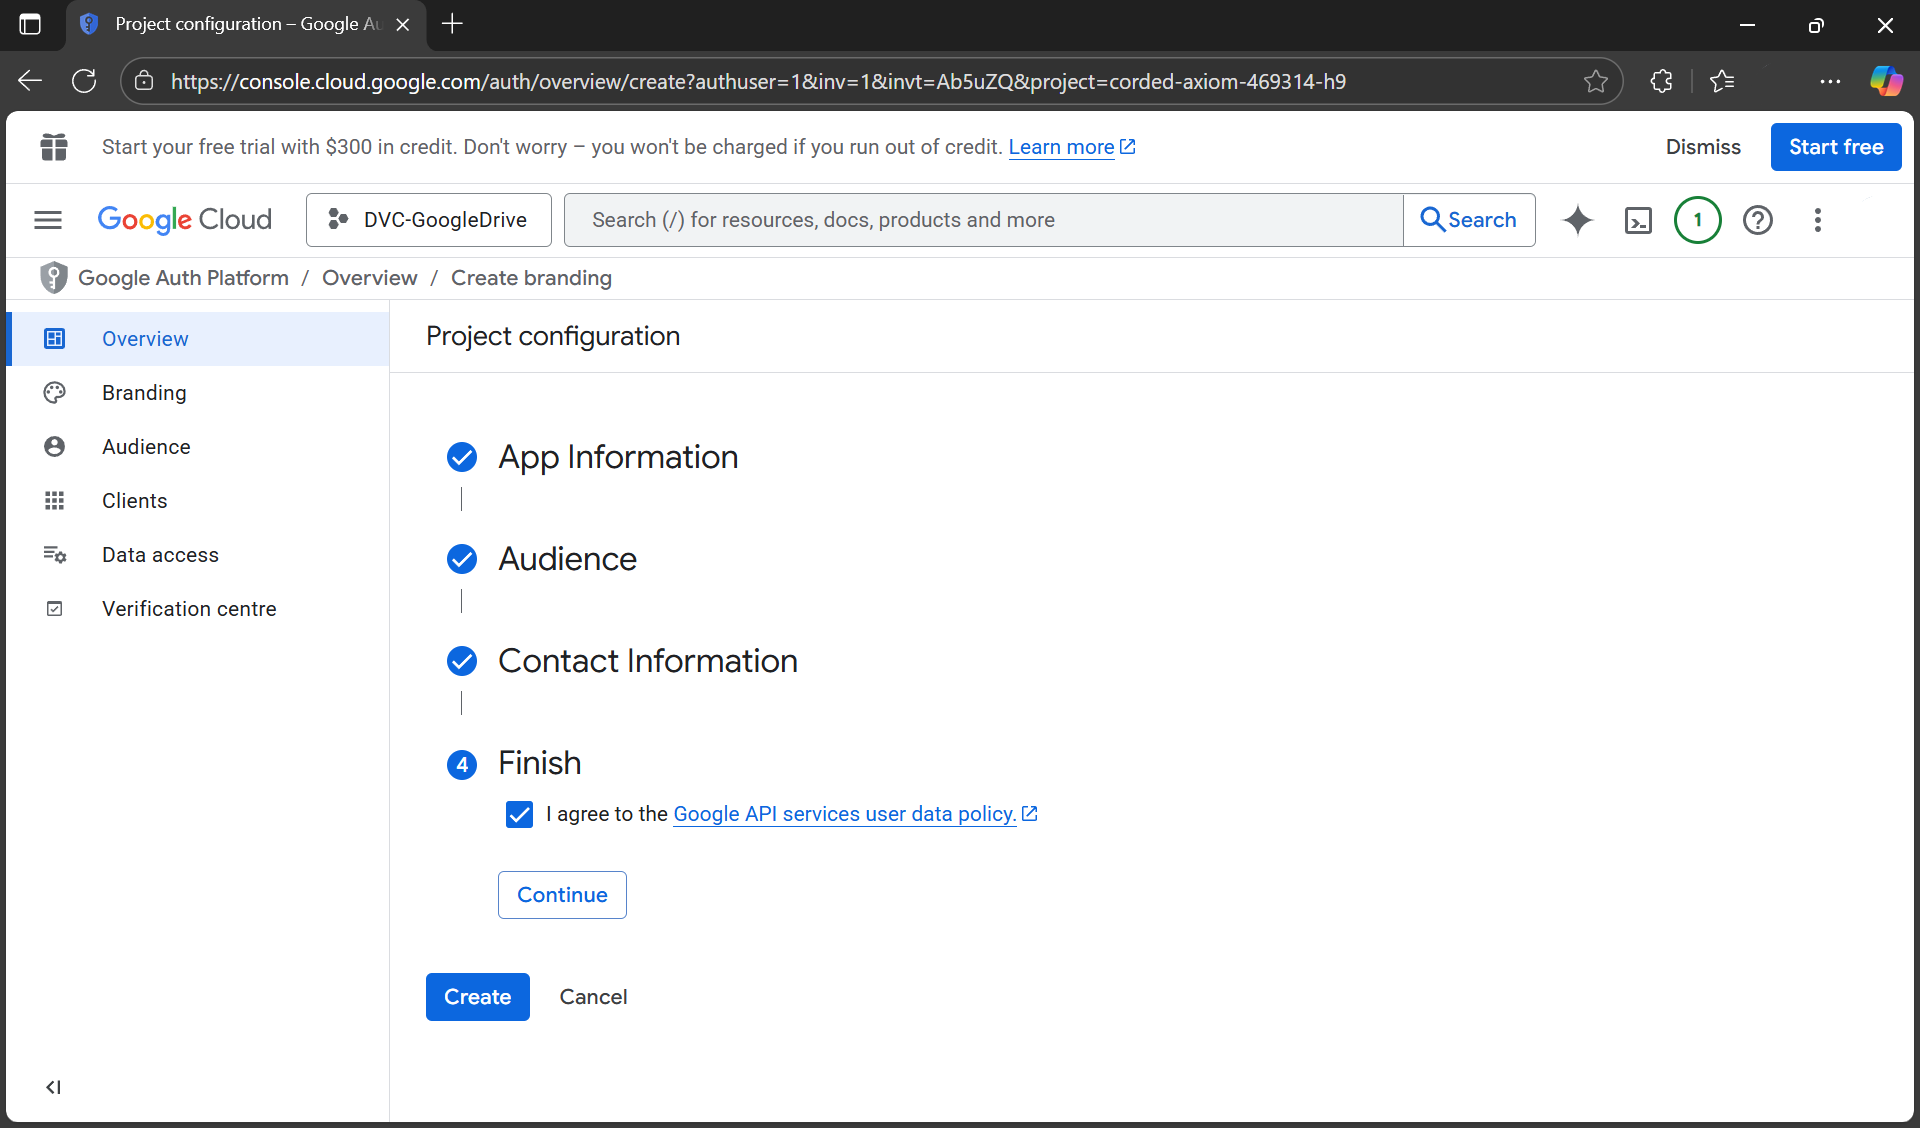 Project configuration – Google Au
https://console.cloud.google.com/auth/overview/create?authuser=1&inv=1&invt=Ab5uZQ&project=corded-axiom-469314-h9
Start your free trial with $300 in credit. Don't worry – you won't be charged if you run out of credit. Learn more
Dismiss
Start free
Google Cloud
DVC-GoogleDrive
Search (/) for resources, docs, products and more
Search
1
Google Auth Platform / Overview / Create branding
Overview
Branding
Audience
Clients
Data access
Verification centre
Project configuration
App Information
Audience
Contact Information
4 Finish
I agree to the Google API services user data policy.
Continue
Create
Cancel